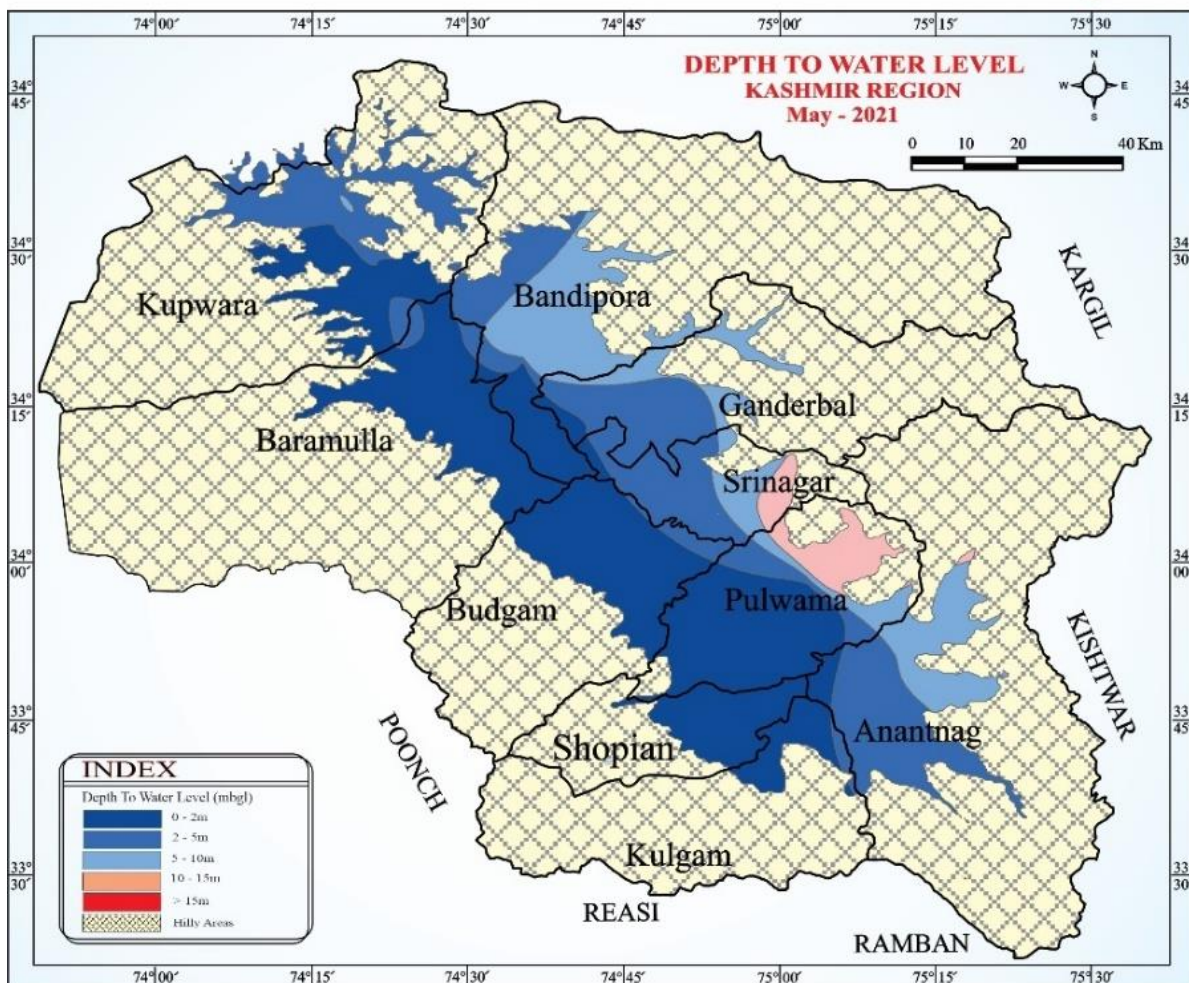 74°00′ 74°15′ 74°30′ 74°45′ 75°00′ 75°15′ 75°30′
DEPTH TO WATER LEVEL
KASHMIR REGION
May - 2021
N
W E
S
0 10 20 40 Km
34°
45′
34°
45′
34°
30′
34°
30′
KARGIL
Bandipora
Kupwara
34°
15′
34°
15′
Ganderbal
Baramulla
Srinagar
34°
00′
34°
00′
Pulwama
Budgam
KISHTWAR
33°
45′
33°
45′
Anantnag
POONCH
Shopian
Kulgam
33°
30′
33°
30′
REASI
RAMBAN
INDEX
Depth To Water Level (mbgl)
0 - 2m
2 - 5m
5 - 10m
10 - 15m
> 15m
Hilly Areas
74°00′ 74°15′ 74°30′ 74°45′ 75°00′ 75°15′ 75°30′